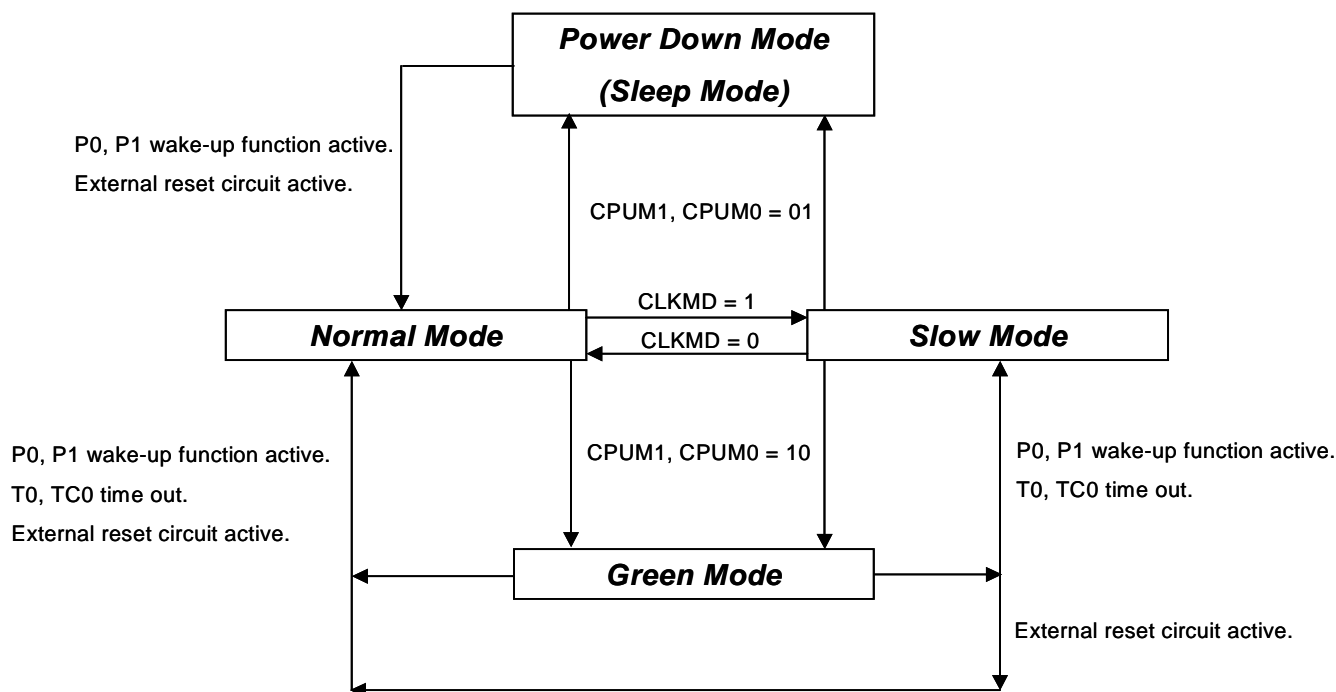 Power Down Mode
(Sleep Mode)
P0, P1 wake-up function active.
External reset circuit active.
CPUM1, CPUM0 = 01
CLKMD = 1
Normal Mode
CLKMD = 0
Slow Mode
P0, P1 wake-up function active.
T0, TC0 time out.
External reset circuit active.
CPUM1, CPUM0 = 10
P0, P1 wake-up function active.
T0, TC0 time out.
Green Mode
External reset circuit active.